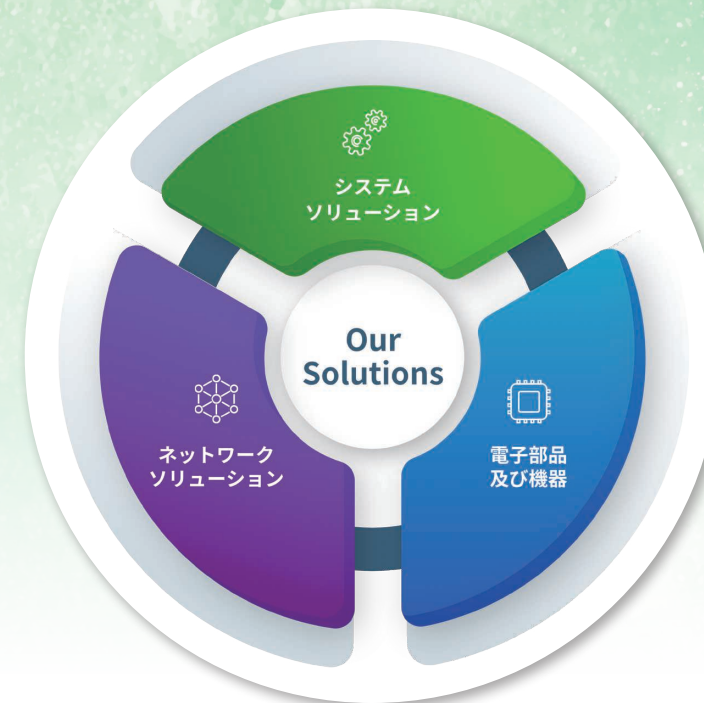 システム
ソリューション
Our
Solutions
ネットワーク
ソリューション
電子部品
及び機器